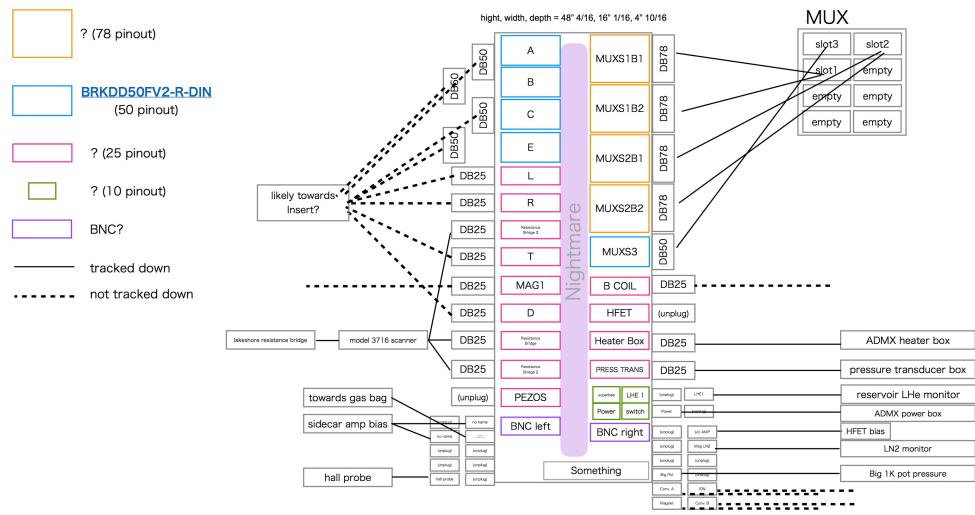 hight, width, depth = 48" 4/16, 16" 1/16, 4" 10/16
? (78 pinout)
BRKDD50FV2-R-DIN
(50 pinout)
? (25 pinout)
? (10 pinout)
BNC?
tracked down
not tracked down
likely towards
Insert?
lakeshore resistance bridge
model 3716 scanner
towards gas bag
sidecar amp bias
hall probe
DB50
DB50
DB50
DB50
DB25
DB25
DB25
DB25
DB25
DB25
DB25
DB25
(unplug)
no name
no name
(unplug)
(unplug)
(unplug)
(unplug)
hall probe
(unplug)
A
B
C
E
L
R
Resistance
Bridge 3
T
MAG1
D
Resistance
Bridge
Resistance
Bridge 2
PEZOS
BNC left
Nightmare
MUXS1B1
MUXS1B2
MUXS2B1
MUXS2B2
MUXS3
B COIL
HFET
Heater Box
PRESS TRANS
superbee
LHE 1
Power
switch
BNC right
Something
DB78
DB78
DB78
DB78
DB50
DB25
(unplug)
DB25
DB25
(unplug)
LHE1
Power
(unplug)
(unplug)
Mag LN2
(unplug)
(unplug)
Big Pot
(unplug)
Conv. A
Magnet
Conv. B
MUX
slot3
slot2
slot1
empty
empty
empty
empty
empty
ADMX heater box
pressure transducer box
reservoir LHe monitor
ADMX power box
HFET bias
LN2 monitor
Big 1K pot pressure